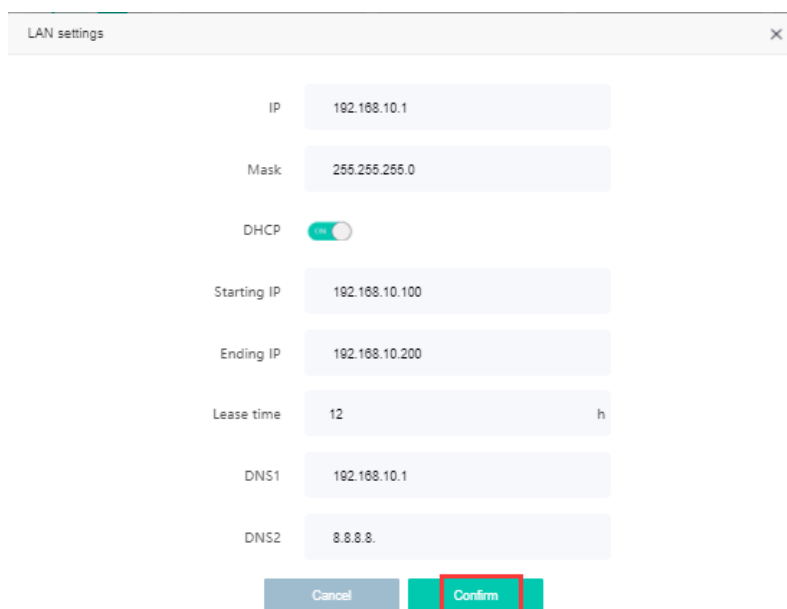 LAN settings
IP 192.168.10.1
Mask 255.255.255.0
DHCP ON
Starting IP 192.168.10.100
Ending IP 192.168.10.200
Lease time 12 h
DNS1 192.168.10.1
DNS2 8.8.8.8.
Cancel Confirm